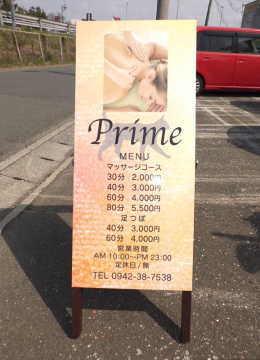 Prime
MENU
マッサージコース
30分 2,000円
40分 3,000円
60分 4,000円
80分 5,500円
足つぼ
40分 3,000円
60分 4,000円
営業時間
AM 10:00～PM 23:00
定休日/無
TEL 0942-38-7538